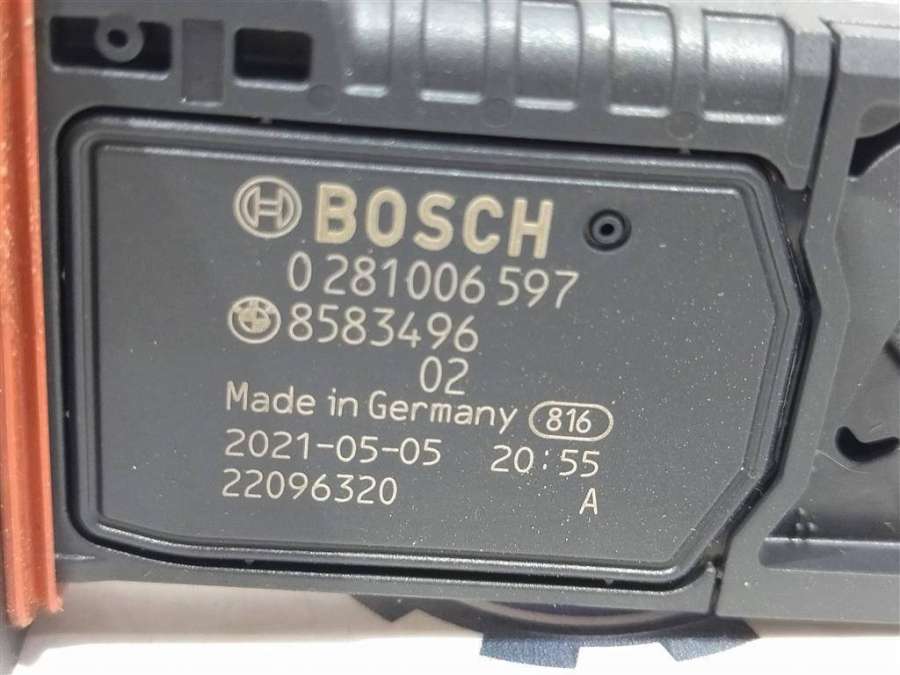 BOSCH
0 281 006 597
8583496
02
Made in Germany 816
2021-05-05 20:55
22096320 A